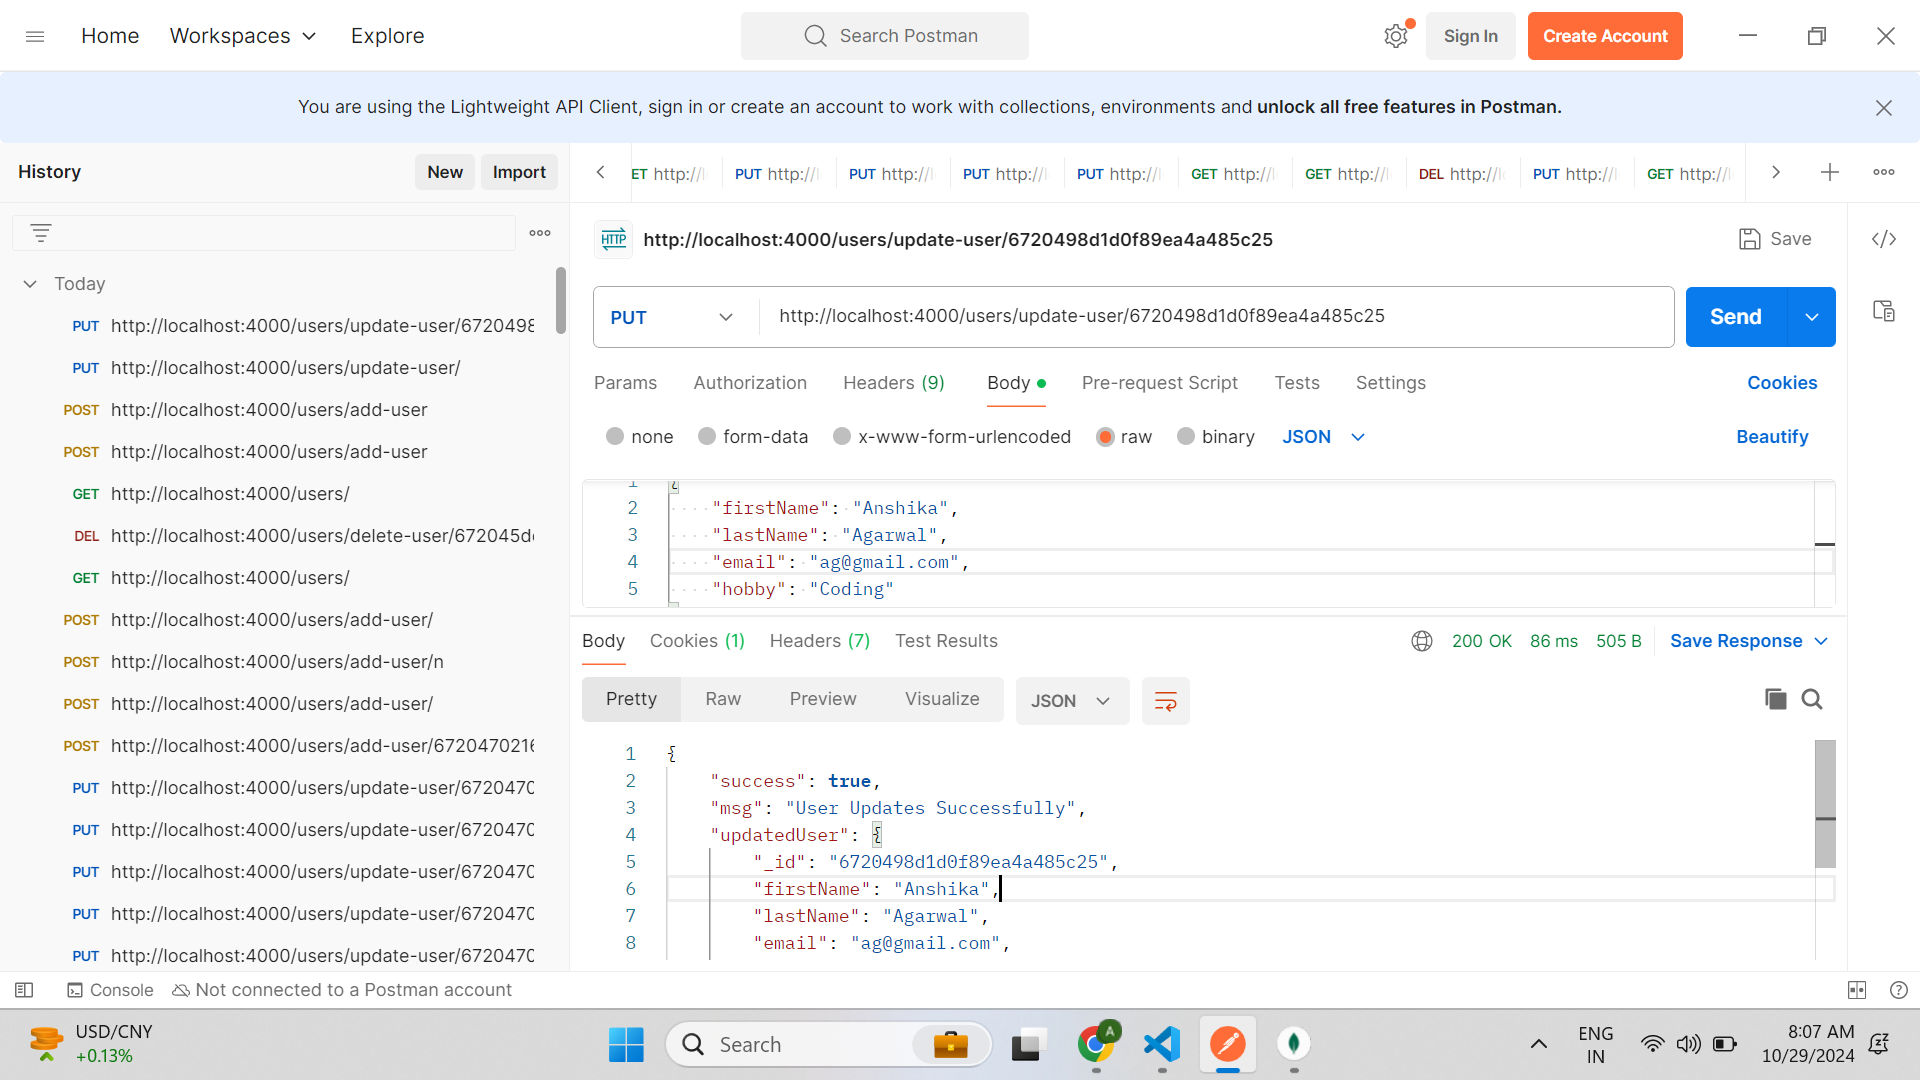 Home Workspaces Explore Search Postman Sign In Create Account
You are using the Lightweight API Client, sign in or create an account to work with collections, environments and unlock all free features in Postman.
History New Import
ET http://l PUT http://l PUT http://l PUT http://l PUT http://l GET http://l GET http://l DEL http://l PUT http://l GET http://l
Today
PUT http://localhost:4000/users/update-user/6720498
PUT http://localhost:4000/users/update-user/
POST http://localhost:4000/users/add-user
POST http://localhost:4000/users/add-user
GET http://localhost:4000/users/
DEL http://localhost:4000/users/delete-user/672045d
GET http://localhost:4000/users/
POST http://localhost:4000/users/add-user/
POST http://localhost:4000/users/add-user/n
POST http://localhost:4000/users/add-user/
POST http://localhost:4000/users/add-user/672047021
PUT http://localhost:4000/users/update-user/672047
PUT http://localhost:4000/users/update-user/672047
PUT http://localhost:4000/users/update-user/672047
PUT http://localhost:4000/users/update-user/672047
PUT http://localhost:4000/users/update-user/672047
HTTP http://localhost:4000/users/update-user/6720498d1d0f89ea4a485c25 Save
PUT http://localhost:4000/users/update-user/6720498d1d0f89ea4a485c25 Send
Params Authorization Headers (9) Body Pre-request Script Tests Settings Cookies
none form-data x-www-form-urlencoded raw binary JSON Beautify
1 {
2 "firstName": "Anshika",
3 "lastName": "Agarwal",
4 "email": "ag@gmail.com",
5 "hobby": "Coding"
Body Cookies (1) Headers (7) Test Results 200 OK 86 ms 505 B Save Response
Pretty Raw Preview Visualize JSON
1 {
2 "success": true,
3 "msg": "User Updates Successfully",
4 "updatedUser": {
5 "_id": "6720498d1d0f89ea4a485c25",
6 "firstName": "Anshika",
7 "lastName": "Agarwal",
8 "email": "ag@gmail.com",
Console Not connected to a Postman account
USD/CNY
+0.13%
Search
A
ENG
IN
8:07 AM
10/29/2024